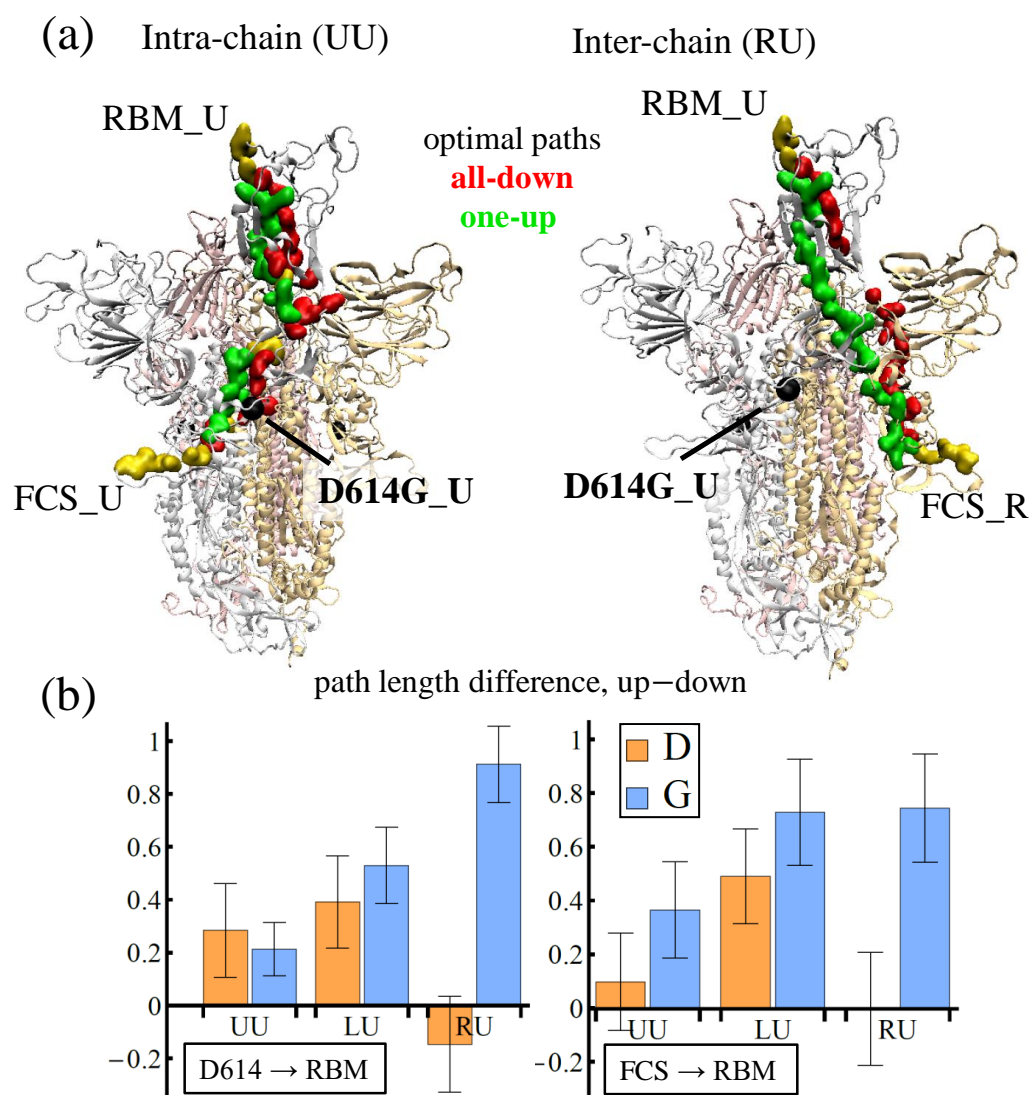 (a) Intra-chain (UU) Inter-chain (RU)
RBM_U RBM_U
optimal paths
all-down
one-up
FCS_U D614G_U D614G_U FCS_R
(b) path length difference, up−down
1
0.8
0.6
0.4
0.2
0
−0.2
UU LU RU
D614 → RBM
1
0.8
0.6
0.4
0.2
0
−0.2
D
G
UU LU RU
FCS → RBM